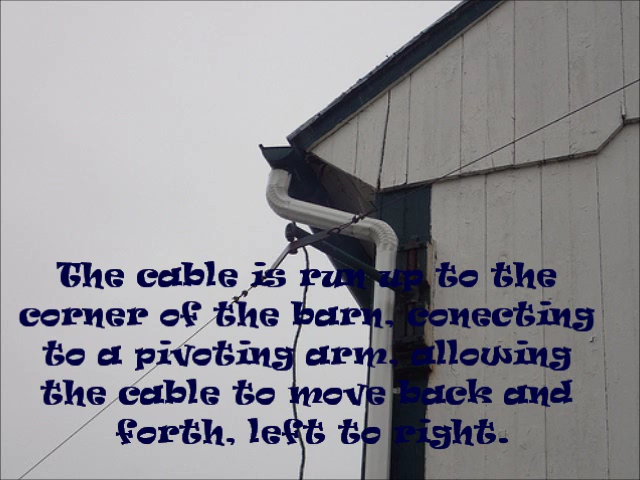 The cable is run up to the
corner of the barn, conecting
to a pivoting arm, allowing
the cable to move back and
forth, left to right.